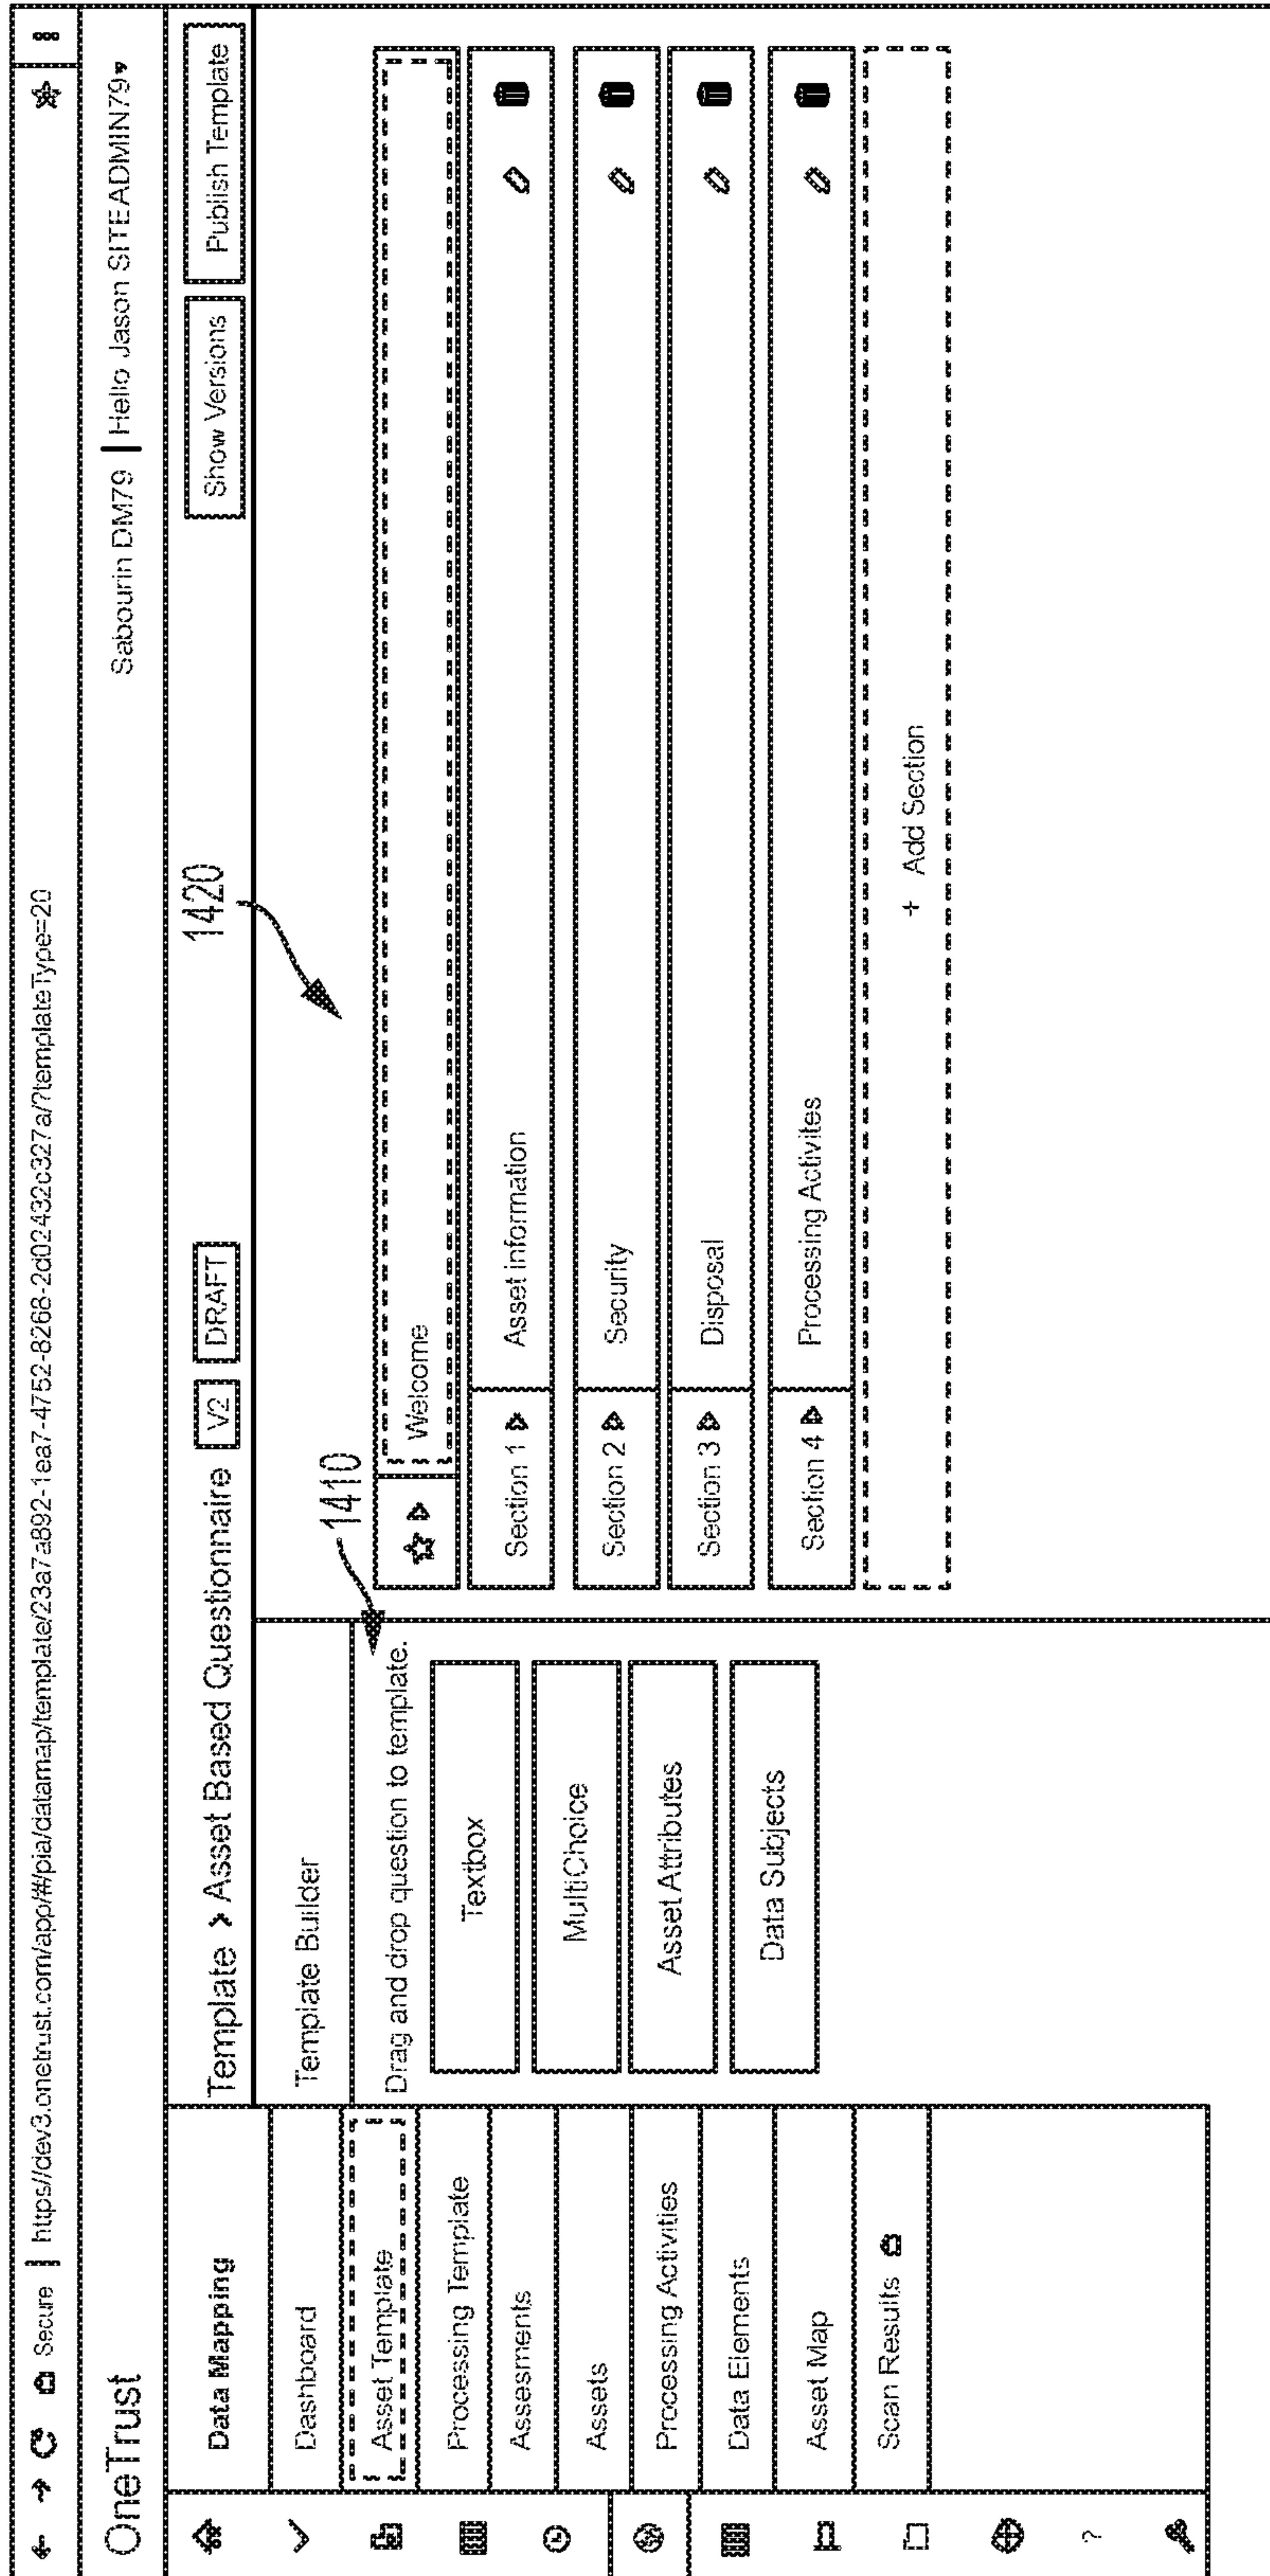 Secure | https//dev3.onetrust.com/app/#/pia/datamap/template/23a7a892-1ea7-4752-8268-2d02432c327a/?templateType=20
OneTrust
Sabourin DM79 | Hello Jason SITEADMIN79
Data Mapping
Dashboard
Asset Template
Processing Template
Assesments
Assets
Processing Activities
Data Elements
Asset Map
Scan Results
?
Template > Asset Based Questionnaire V2 DRAFT
1420
Show Versions
Publish Template
Template Builder
1410
Drag and drop question to template.
Textbox
MultiChoice
Asset Attributes
Data Subjects
Welcome
Section 1 Asset information
Section 2 Security
Section 3 Disposal
Section 4 Processing Activites
+ Add Section